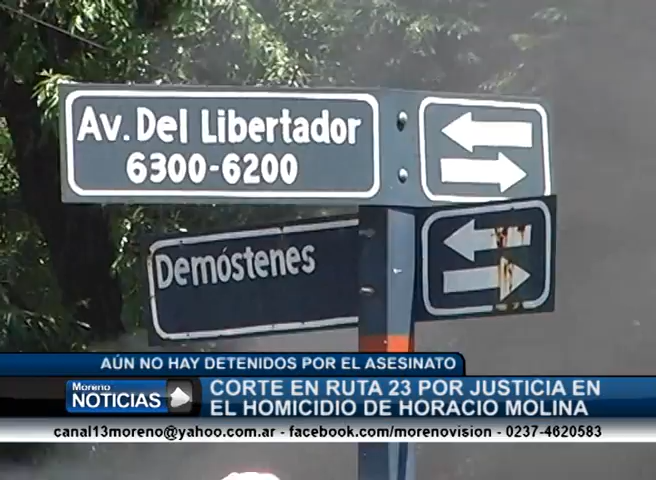 Av. Del Libertador
6300-6200
Demóstenes
AÚN NO HAY DETENIDOS POR EL ASESINATO
Moreno
NOTICIAS
CORTE EN RUTA 23 POR JUSTICIA EN
EL HOMICIDIO DE HORACIO MOLINA
canal13moreno@yahoo.com.ar - facebook.com/morenovision - 0237-4620583